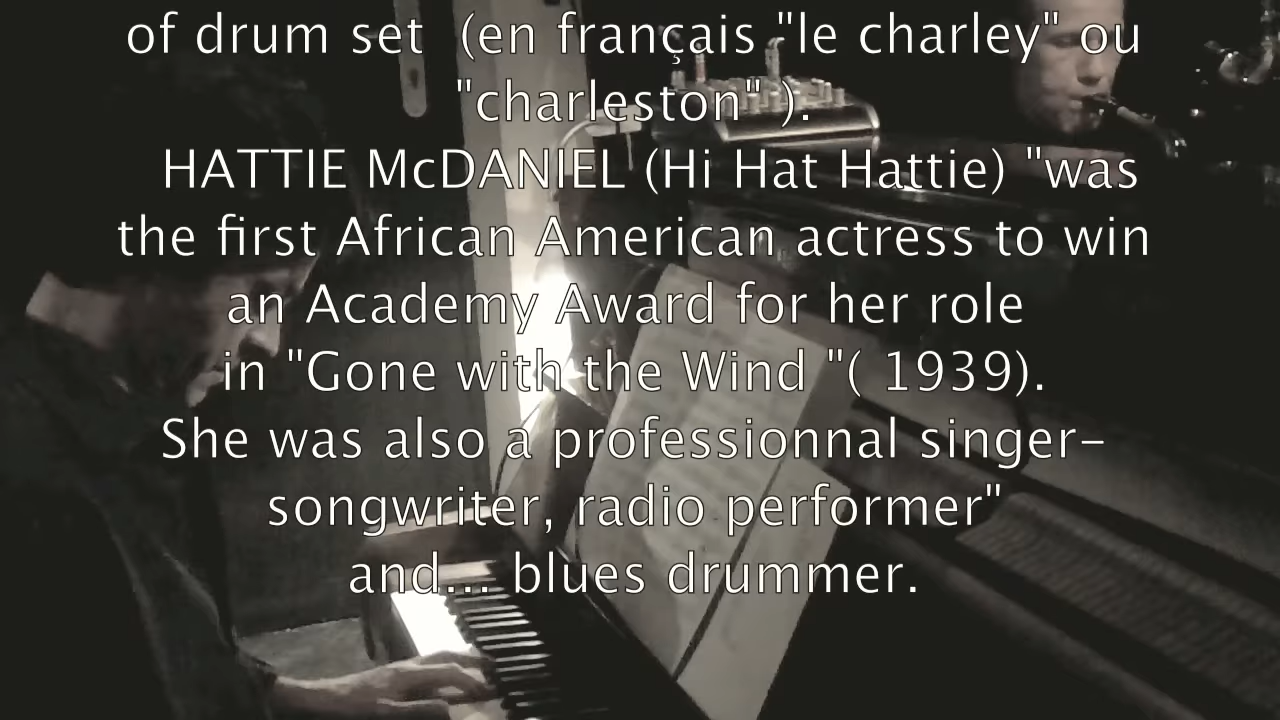 of drum set  (en français "le charley" ou
"charleston" ).
HATTIE McDANIEL (Hi Hat Hattie) "was
the first African American actress to win
an Academy Award for her role
in "Gone with the Wind "( 1939).
She was also a professionnal singer-
songwriter, radio performer"
and... blues drummer.